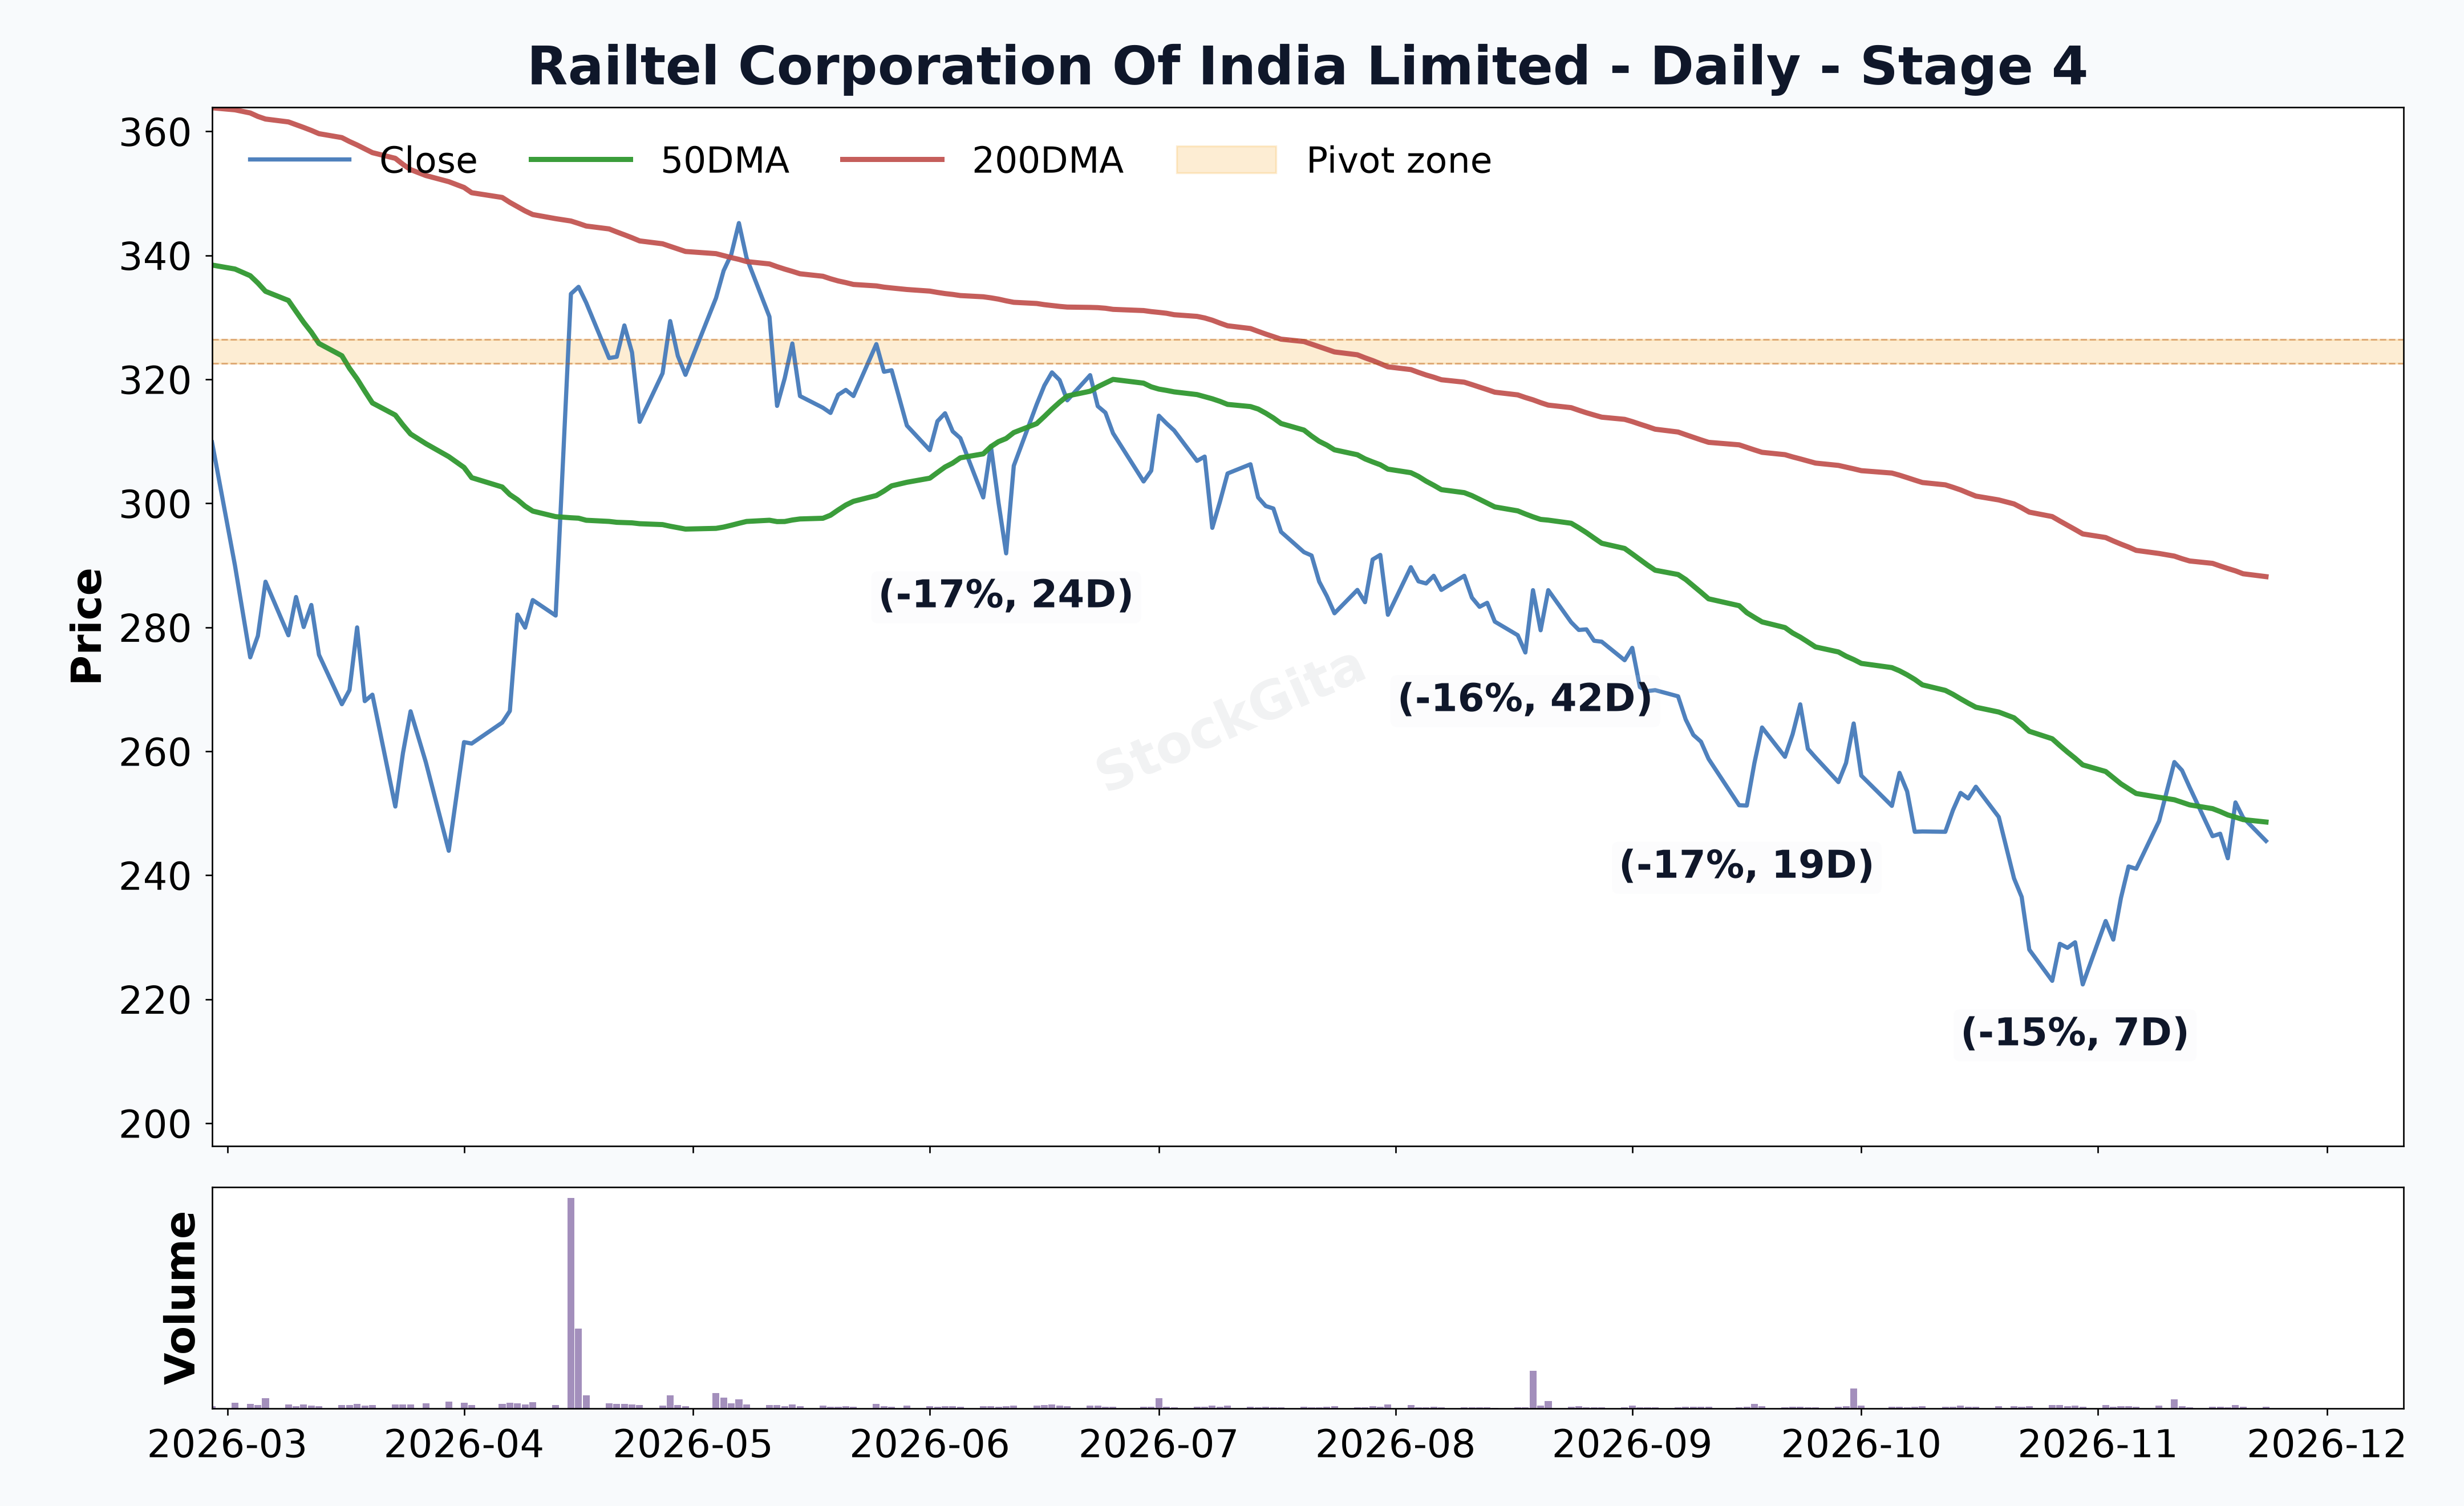 Railtel Corporation Of India Limited - Daily - Stage 4
Close 50DMA 200DMA Pivot zone
360
340
320
300
280
260
240
220
200
Price
(-17%, 24D)
(-16%, 42D)
(-17%, 19D)
(-15%, 7D)
StockGita
Volume
2026-03 2026-04 2026-05 2026-06 2026-07 2026-08 2026-09 2026-10 2026-11 2026-12